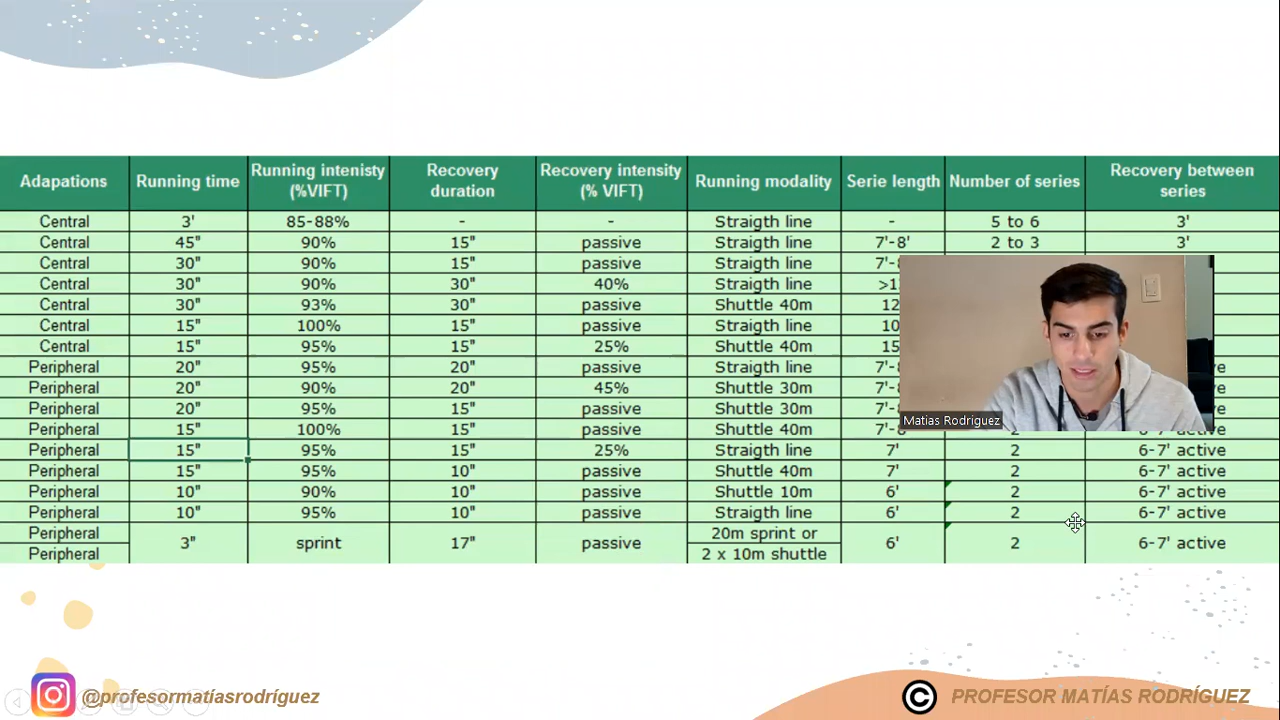 Adapations Running time Running intenisty (%VIFT) Recovery duration Recovery intensity (% VIFT) Running modality Serie length Number of series Recovery between series
Central 3' 85-88% - - Straigth line - 5 to 6 3'
Central 45" 90% 15" passive Straigth line 7'-8' 2 to 3 3'
Central 30" 90% 15" passive Straigth line
Central 30" 90% 30" 40% Straigth line
Central 30" 93% 30" passive Shuttle 40m
Central 15" 100% 15" passive Straigth line
Central 15" 95% 15" 25% Shuttle 40m
Peripheral 20" 95% 20" passive Straigth line
Peripheral 20" 90% 20" 45% Shuttle 30m
Peripheral 20" 95% 15" passive Shuttle 30m
Peripheral 15" 100% 15" passive Shuttle 40m 2 6-7' active
Peripheral 15" 95% 15" 25% Straigth line 7' 2 6-7' active
Peripheral 15" 95% 10" passive Shuttle 40m 7' 2 6-7' active
Peripheral 10" 90% 10" passive Shuttle 10m 6' 2 6-7' active
Peripheral 10" 95% 10" passive Straigth line 6' 2 6-7' active
Peripheral 3" sprint 17" passive 20m sprint or 6' 2 6-7' active
Peripheral 2 x 10m shuttle
Matias Rodriguez
@profesormatíasrodríguez
© PROFESOR MATÍAS RODRÍGUEZ